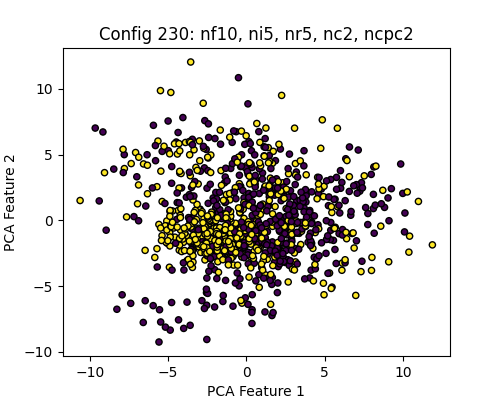 Config 230: nf10, ni5, nr5, nc2, ncpc2
PCA Feature 2
10
5
0
−5
−10
−10 −5 0 5 10
PCA Feature 1